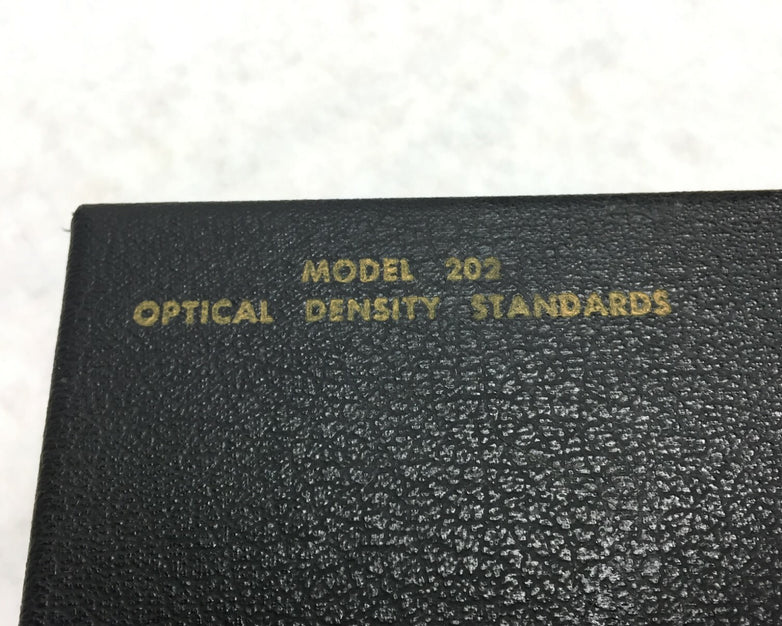 MODEL 202
OPTICAL DENSITY STANDARDS